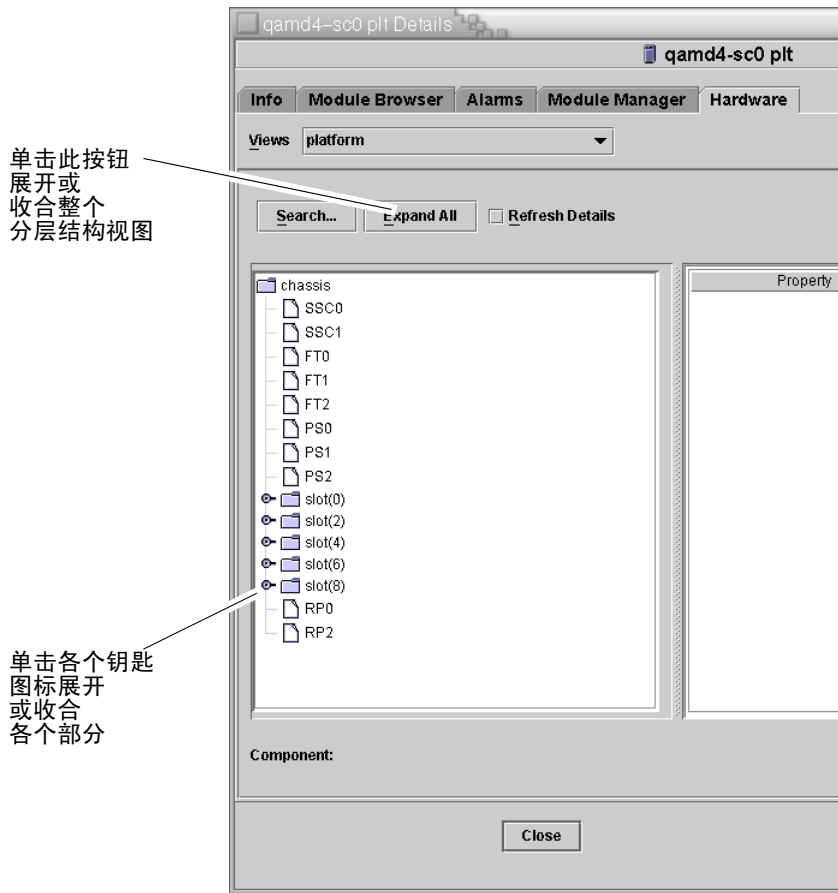 qamd4–sc0 plt Details
qamd4-sc0 plt
Info Module Browser Alarms Module Manager Hardware
Views platform
单击此按钮
展开或
收合整个
分层结构视图
Search... Expand All Refresh Details
chassis
SSC0
SSC1
FT0
FT1
FT2
PS0
PS1
PS2
slot(0)
slot(2)
slot(4)
slot(6)
slot(8)
RP0
RP2
Property
单击各个钥匙
图标展开
或收合
各个部分
Component:
Close